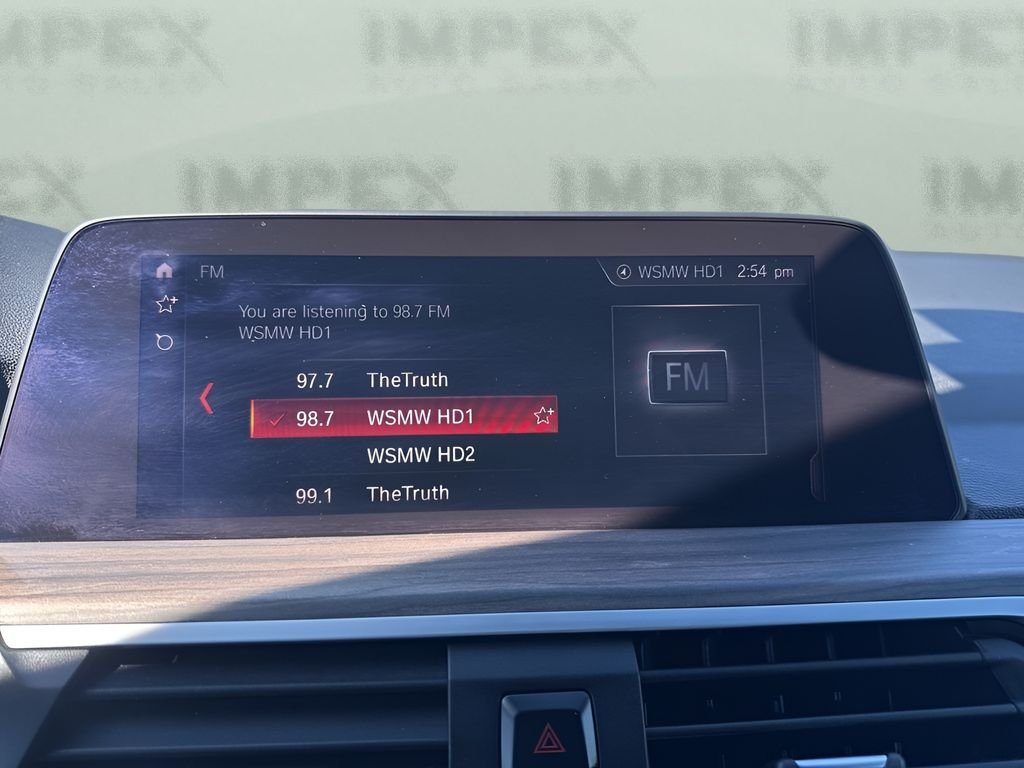 IMPEX IMPEX IMPEX
IMPEX IMPEX IMPEX
FM
WSMW HD1 2:54 pm
You are listening to 98.7 FM
WSMW HD1
97.7 TheTruth
98.7 WSMW HD1
WSMW HD2
99.1 TheTruth
FM